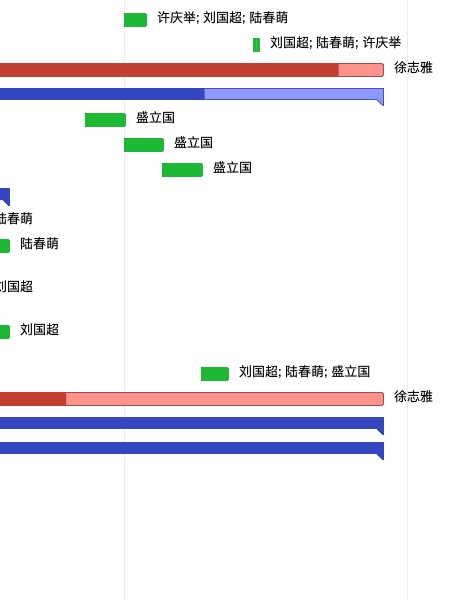 许庆举; 刘国超; 陆春萌
刘国超; 陆春萌; 许庆举
徐志雅
盛立国
盛立国
盛立国
陆春萌
陆春萌
刘国超
刘国超
刘国超; 陆春萌; 盛立国
徐志雅